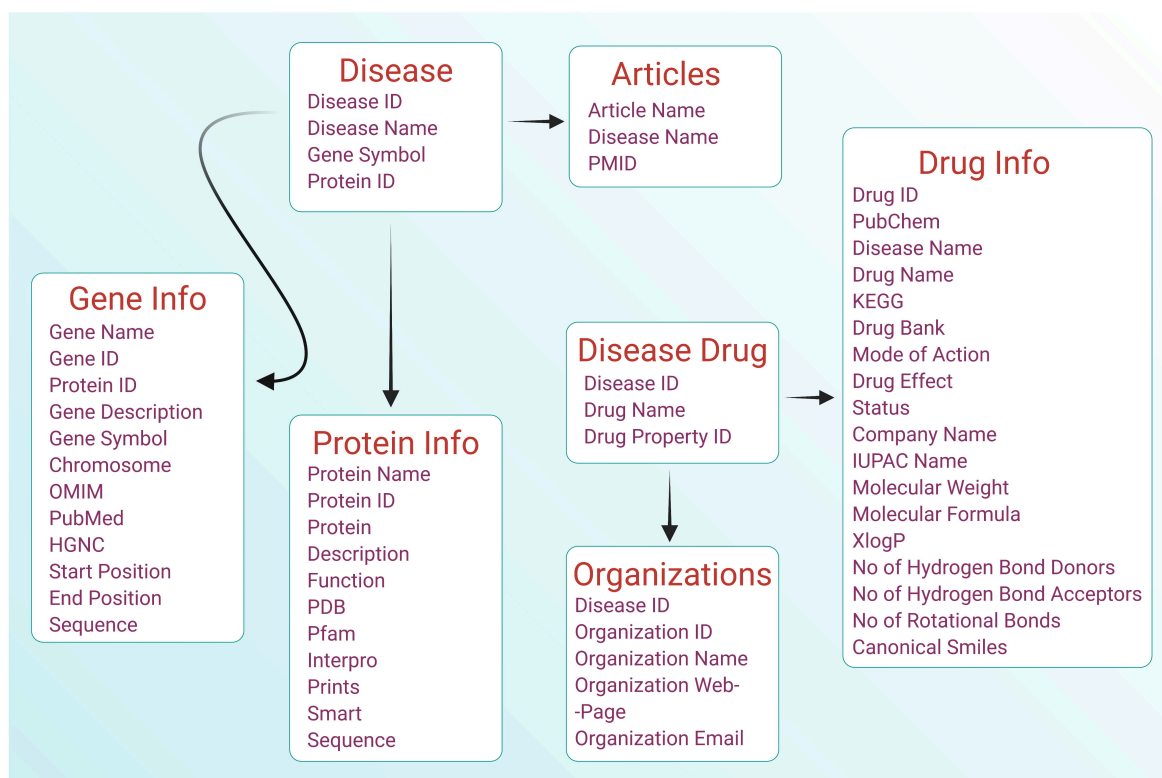 Disease
Disease ID
Disease Name
Gene Symbol
Protein ID
Articles
Article Name
Disease Name
PMID
Drug Info
Drug ID
PubChem
Disease Name
Drug Name
KEGG
Drug Bank
Mode of Action
Drug Effect
Status
Company Name
IUPAC Name
Molecular Weight
Molecular Formula
XlogP
No of Hydrogen Bond Donors
No of Hydrogen Bond Acceptors
No of Rotational Bonds
Canonical Smiles
Gene Info
Gene Name
Gene ID
Protein ID
Gene Description
Gene Symbol
Chromosome
OMIM
PubMed
HGNC
Start Position
End Position
Sequence
Protein Info
Protein Name
Protein ID
Protein
Description
Function
PDB
Pfam
Interpro
Prints
Smart
Sequence
Disease Drug
Disease ID
Drug Name
Drug Property ID
Organizations
Disease ID
Organization ID
Organization Name
Organization Web-
-Page
Organization Email